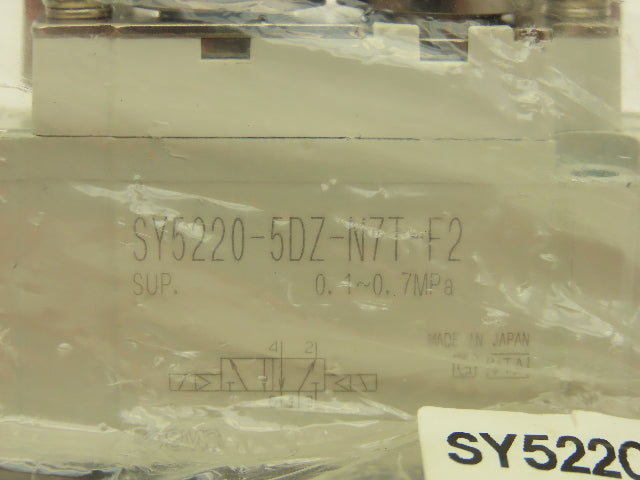 SY5220-5DZ-N7T-F2
SUP. 0.1~0.7MPa
MADE IN JAPAN
4 2
SY5220